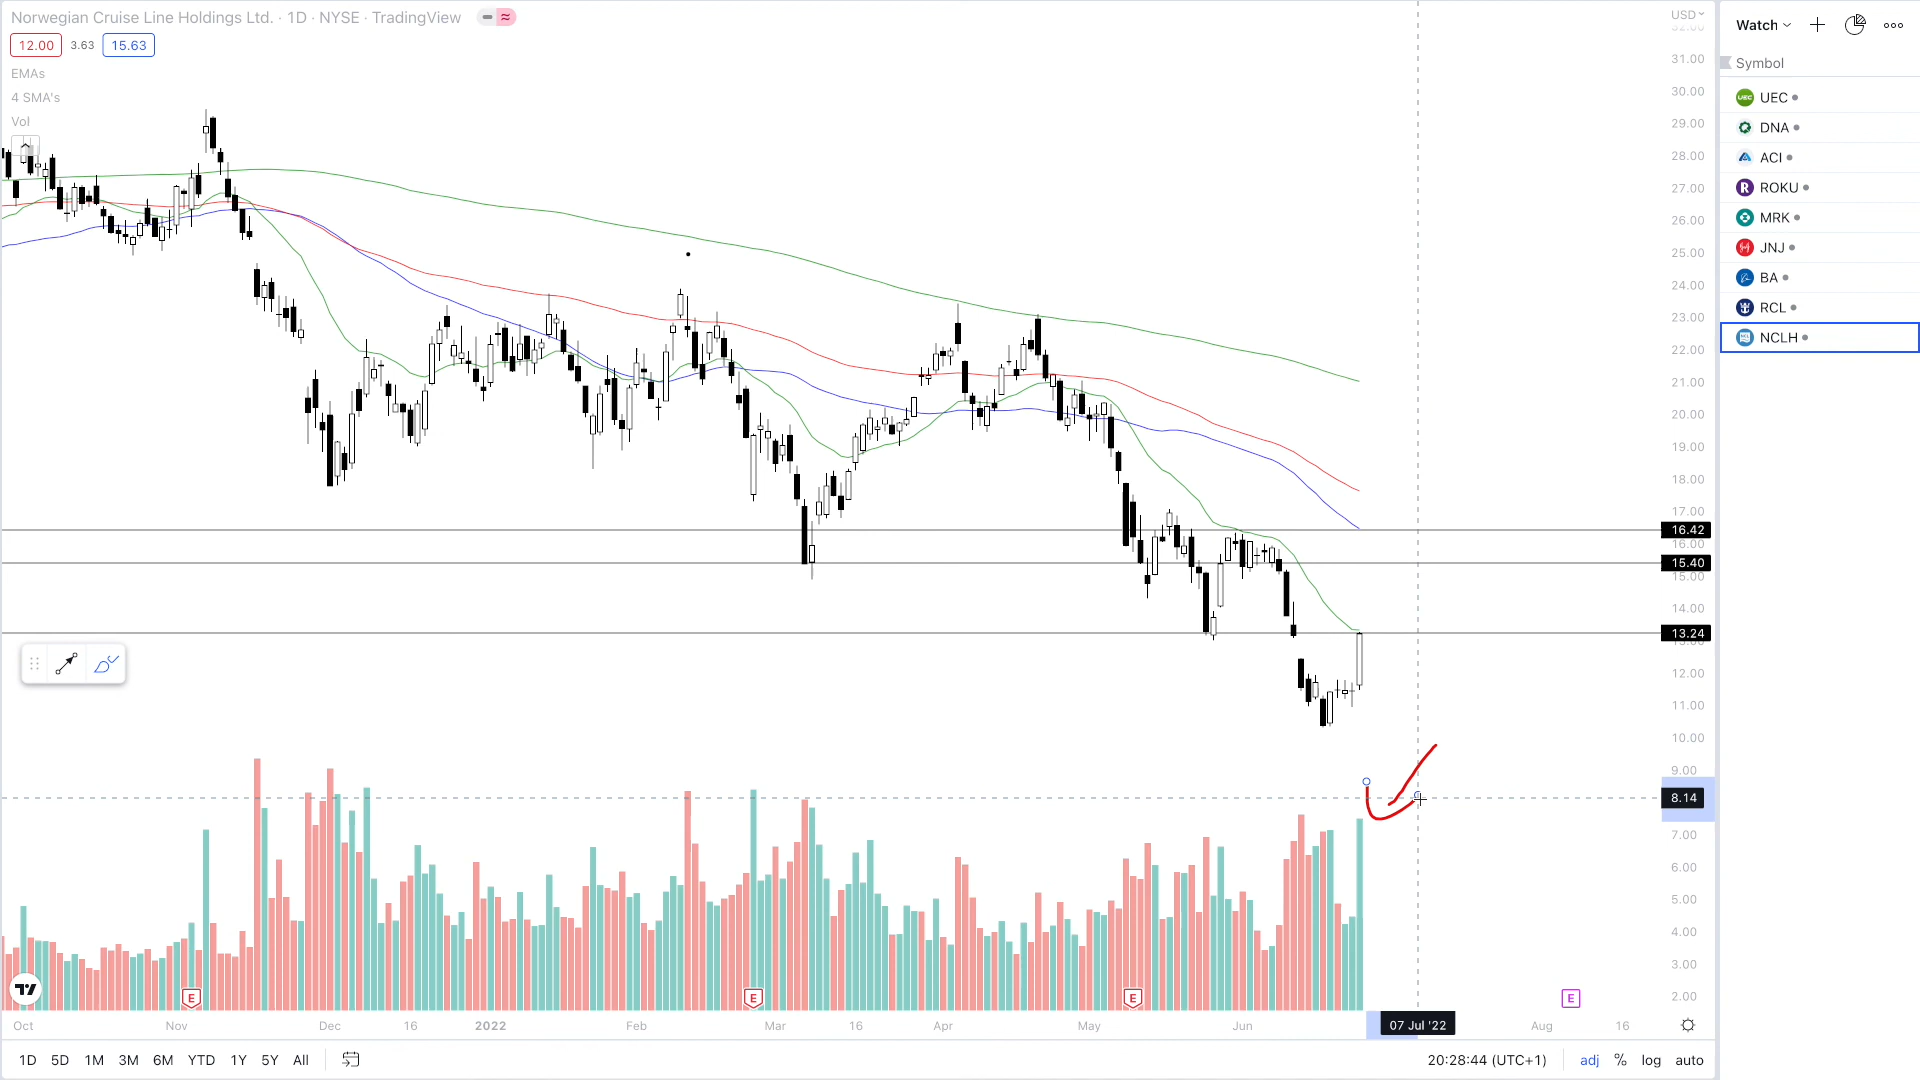 Norwegian Cruise Line Holdings Ltd. · 1D · NYSE · TradingView
12.00 3.63 15.63
EMAs
4 SMA's
Vol
USD
32.00
31.00
30.00
29.00
28.00
27.00
26.00
25.00
24.00
23.00
22.00
21.00
20.00
19.00
18.00
17.00
16.42
16.00
15.40
15.00
14.00
13.24
12.00
11.00
10.00
9.00
8.14
7.00
6.00
5.00
4.00
3.00
2.00
E E E E
Oct Nov Dec 16 2022 Feb Mar 16 Apr May Jun 07 Jul '22 Aug 16
1D 5D 1M 3M 6M YTD 1Y 5Y All
20:28:44 (UTC+1) adj % log auto
Watch
Symbol
UEC
DNA
ACI
R ROKU
MRK
JNJ
BA
RCL
NCLH